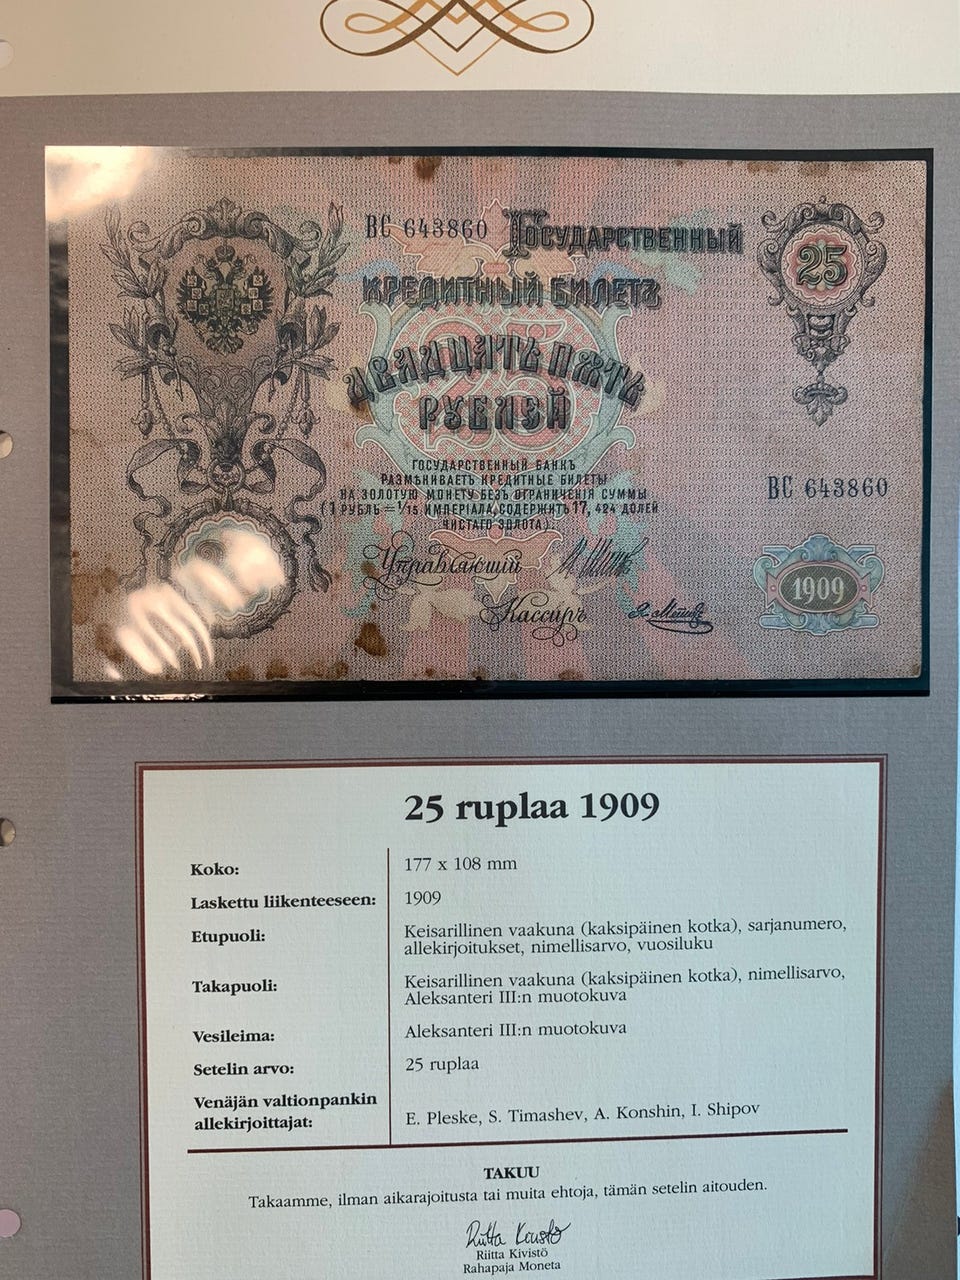 ВС 643860
Государственный
25
кредитный билетъ
двадцать пять
рублей
ГОСУДАРСТВЕННЫЙ БАНКЪ
РАЗМѢНИВАЕТЪ КРЕДИТНЫЕ БИЛЕТЫ
НА ЗОЛОТУЮ МОНЕТУ БЕЗЪ ОГРАНИЧЕНІЯ СУММЫ
(1 РУБЛЬ = 1/15 ИМПЕРІАЛА, СОДЕРЖИТЪ 17, 424 ДОЛЕЙ
ЧИСТАГО ЗОЛОТА).
ВС 643860
Управляющій
Кассиръ
1909
25 ruplaa 1909
Koko: 177 x 108 mm
Laskettu liikenteeseen: 1909
Etupuoli: Keisarillinen vaakuna (kaksipäinen kotka), sarjanumero,
allekirjoitukset, nimellisarvo, vuosiluku
Takapuoli: Keisarillinen vaakuna (kaksipäinen kotka), nimellisarvo,
Aleksanteri III:n muotokuva
Vesileima: Aleksanteri III:n muotokuva
Setelin arvo: 25 ruplaa
Venäjän valtionpankin
allekirjoittajat: E. Pleske, S. Timashev, A. Konshin, I. Shipov
TAKUU
Takaamme, ilman aikarajoitusta tai muita ehtoja, tämän setelin aitouden.
Riitta Kivistö
Riitta Kivistö
Rahapaja Moneta